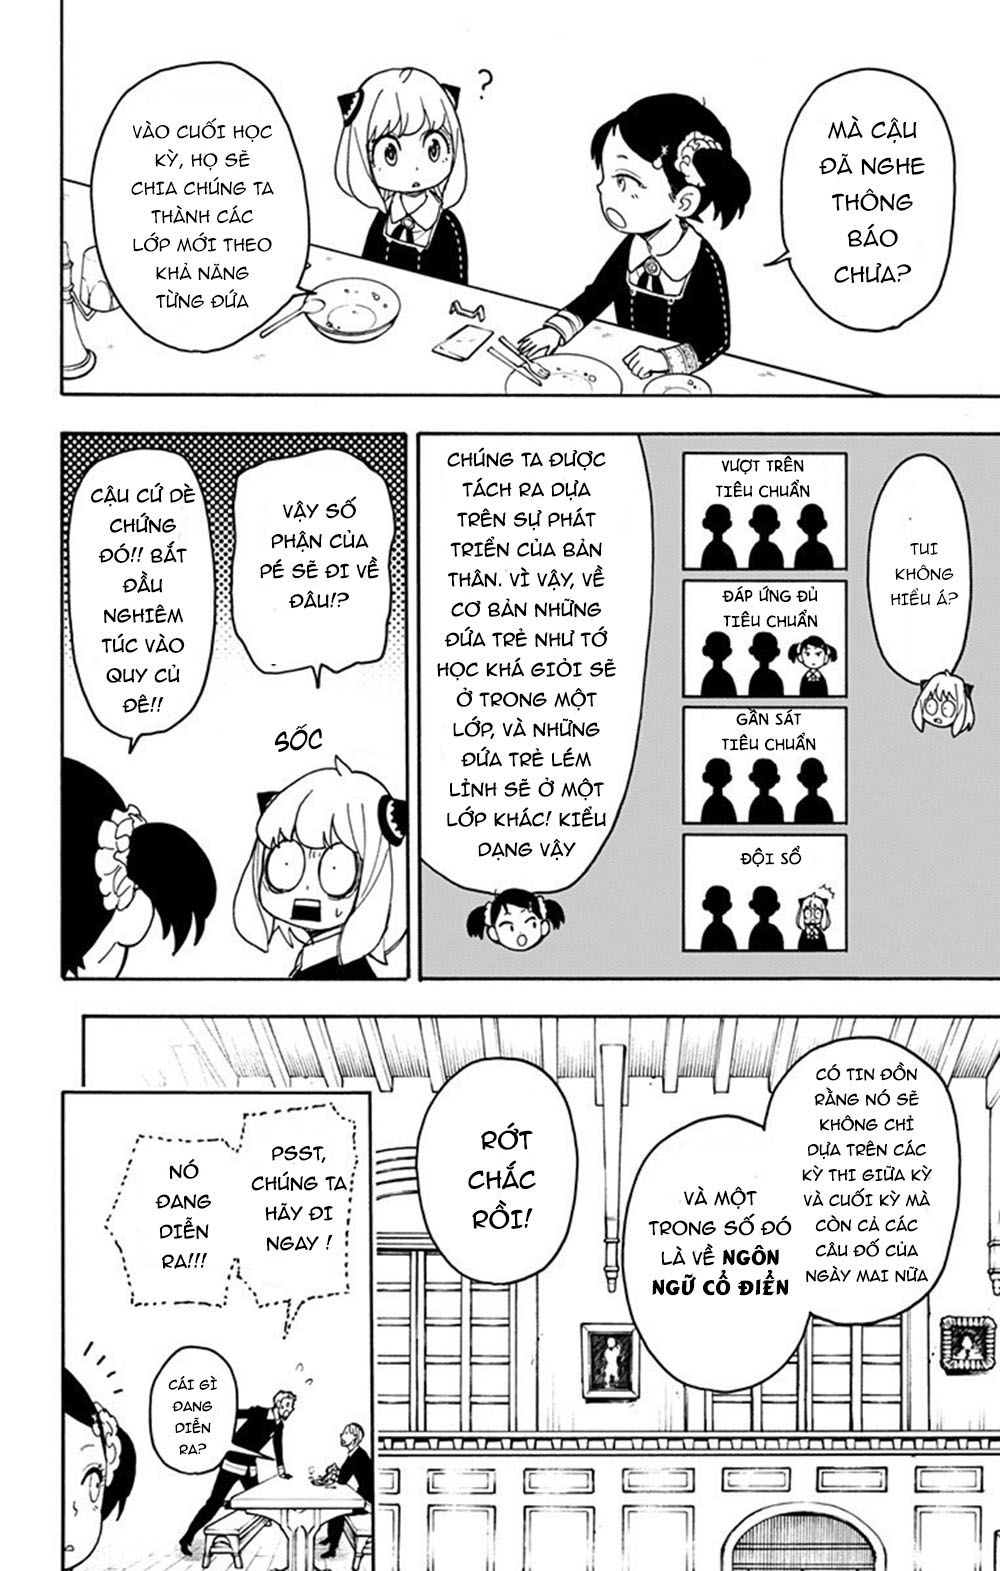 MÀ CẬU
ĐÃ NGHE
THÔNG
BÁO
CHƯA?
?
VÀO CUỐI HỌC
KỲ, HỌ SẼ
CHIA CHÚNG TA
THÀNH CÁC
LỚP MỚI THEO
KHẢ NĂNG
TỪNG ĐỨA
TUI
KHÔNG
HIỂU Á?
VƯỢT TRÊN
TIÊU CHUẨN
ĐÁP ỨNG ĐỦ
TIÊU CHUẨN
GẦN SÁT
TIÊU CHUẨN
ĐỘI SỔ
CHÚNG TA ĐƯỢC
TÁCH RA DỰA
TRÊN SỰ PHÁT
TRIỂN CỦA BẢN
THÂN. VÌ VẬY, VỀ
CƠ BẢN NHỮNG
ĐỨA TRẺ NHƯ TỚ
HỌC KHÁ GIỎI SẼ
Ở TRONG MỘT
LỚP, VÀ NHỮNG
ĐỨA TRẺ LÉM
LỈNH SẼ Ở MỘT
LỚP KHÁC! KIỂU
DẠNG VẬY
VẬY SỐ
PHẬN CỦA
PÉ SẼ ĐI VỀ
ĐÂU!?
SỐC
CẬU CỨ DÈ
CHỨNG
ĐÓ!! BẮT
ĐẦU
NGHIÊM
TÚC VÀO
QUY CỦ
ĐÊ!!
CÓ TIN ĐỒN
RẰNG NÓ SẼ
KHÔNG CHỈ
DỰA TRÊN CÁC
KỲ THI GIỮA KỲ
VÀ CUỐI KỲ MÀ
CÒN CẢ CÁC
CÂU ĐỐ CỦA
NGÀY MAI NỮA
VÀ MỘT
TRONG SỐ ĐÓ
LÀ VỀ NGÔN
NGỮ CỔ ĐIỂN
RỚT
CHẮC
RỒI!
PSST,
CHÚNG TA
HÃY ĐI
NGAY !
NÓ
ĐANG
DIỄN
RA!!!
CÁI GÌ
ĐANG
DIỄN
RA?